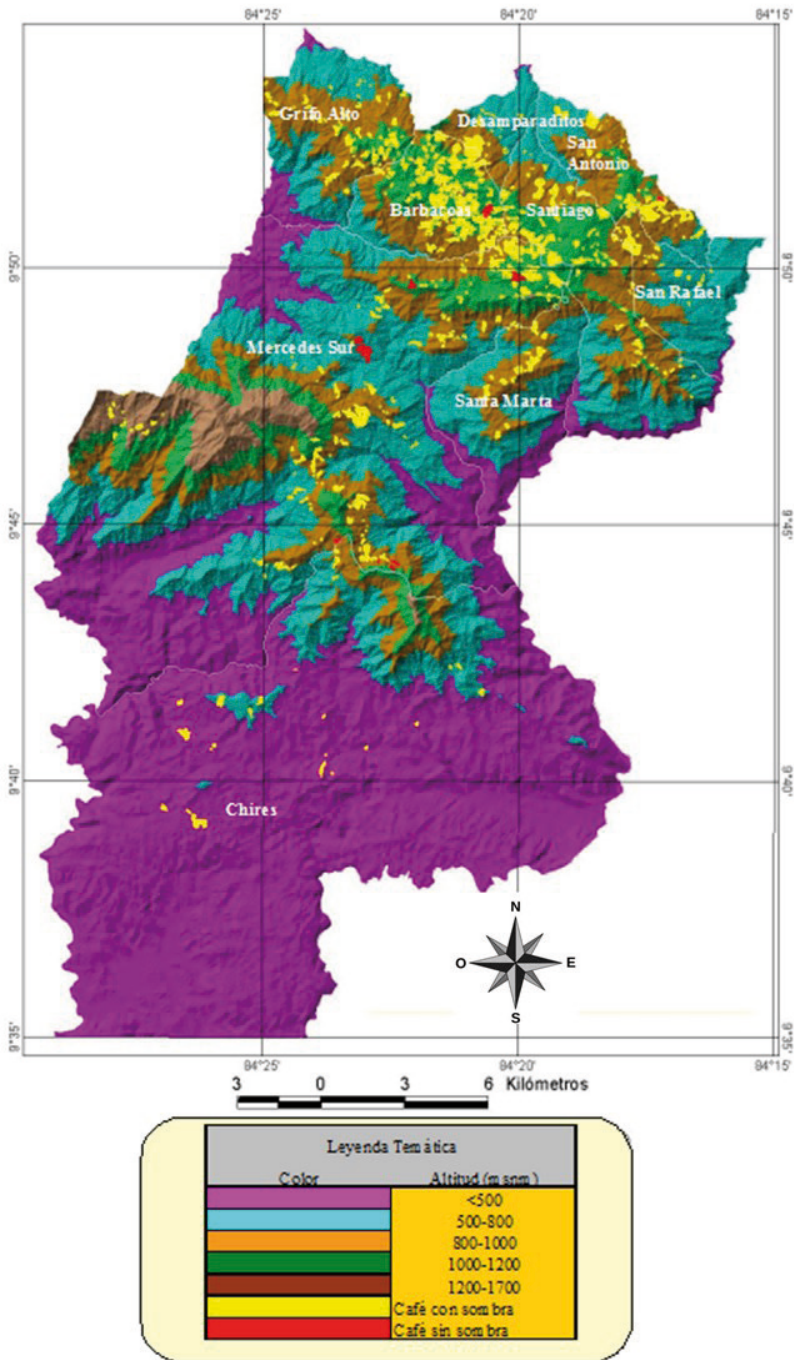 84°25' 84°20' 84°15'
Grifo Alto
Desamparaditos
San
Antonio
Barbacoas
Santiago
9°50' 9°50'
San Rafael
Mercedes Sur
Santa Marta
9°45' 9°45'
9°40' 9°40'
Chires
N
O E
S
9°35' 9°35'
84°25' 84°20' 84°15'
3 0 3 6 Kilómetros
Leyenda Temática
Color Altitud (msnm)
<500
500-800
800-1000
1000-1200
1200-1700
Café con sombra
Café sin sombra